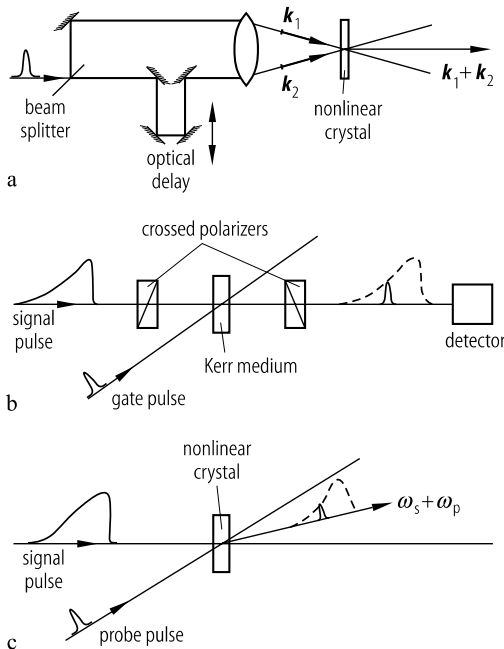 k1
k2
k1 + k2
beam
splitter
nonlinear
crystal
optical
delay
a
crossed polarizers
signal
pulse
Kerr medium
detector
gate pulse
b
nonlinear
crystal
ωs + ωp
signal
pulse
probe pulse
c